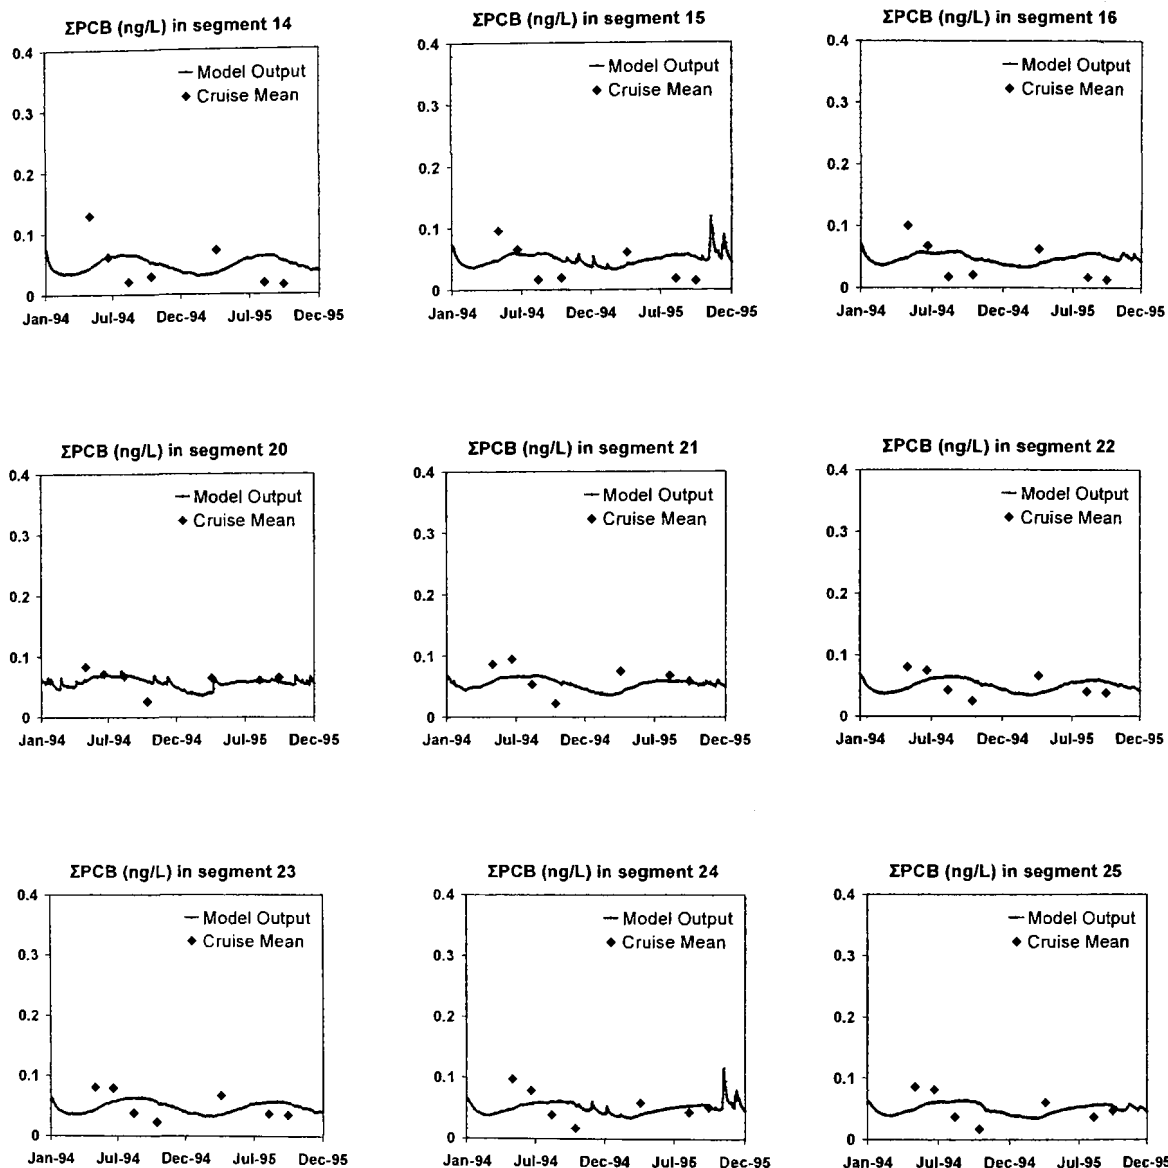 ΣPCB (ng/L) in segment 14
0.4
0.3
0.2
0.1
0
Model Output
Cruise Mean
Jan-94 Jul-94 Dec-94 Jul-95 Dec-95
ΣPCB (ng/L) in segment 15
0.4
0.3
0.2
0.1
0
Model Output
Cruise Mean
Jan-94 Jul-94 Dec-94 Jul-95 Dec-95
ΣPCB (ng/L) in segment 16
0.4
0.3
0.2
0.1
0
Model Output
Cruise Mean
Jan-94 Jul-94 Dec-94 Jul-95 Dec-95
ΣPCB (ng/L) in segment 20
0.4
0.3
0.2
0.1
0
Model Output
Cruise Mean
Jan-94 Jul-94 Dec-94 Jul-95 Dec-95
ΣPCB (ng/L) in segment 21
0.4
0.3
0.2
0.1
0
Model Output
Cruise Mean
Jan-94 Jul-94 Dec-94 Jul-95 Dec-95
ΣPCB (ng/L) in segment 22
0.4
0.3
0.2
0.1
0
Model Output
Cruise Mean
Jan-94 Jul-94 Dec-94 Jul-95 Dec-95
ΣPCB (ng/L) in segment 23
0.4
0.3
0.2
0.1
0
Model Output
Cruise Mean
Jan-94 Jul-94 Dec-94 Jul-95 Dec-95
ΣPCB (ng/L) in segment 24
0.4
0.3
0.2
0.1
0
Model Output
Cruise Mean
Jan-94 Jul-94 Dec-94 Jul-95 Dec-95
ΣPCB (ng/L) in segment 25
0.4
0.3
0.2
0.1
0
Model Output
Cruise Mean
Jan-94 Jul-94 Dec-94 Jul-95 Dec-95